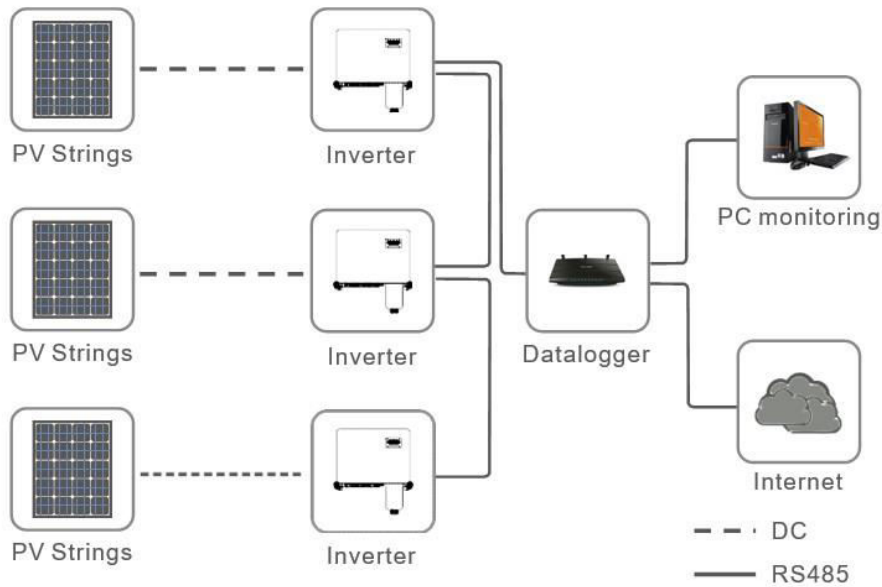 PV Strings
Inverter
PC monitoring
PV Strings
Inverter
Datalogger
Internet
PV Strings
Inverter
DC
RS485